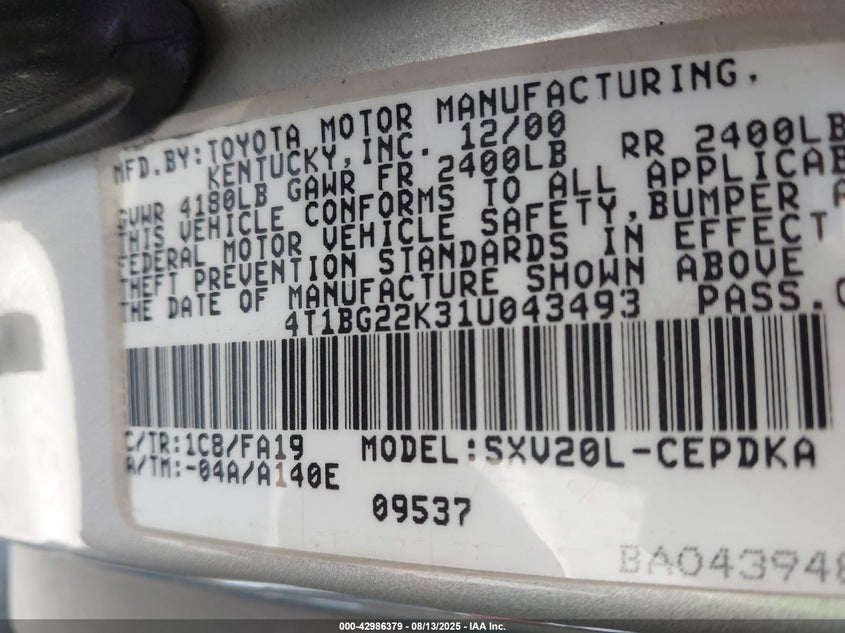 MFD.BY:TOYOTA MOTOR MANUFACTURING,
KENTUCKY,INC. 12/00
GVWR 4180LB GAWR FR 2400LB RR 2400LB
THIS VEHICLE CONFORMS TO ALL APPLICAB
FEDERAL MOTOR VEHICLE SAFETY,BUMPER A
THEFT PREVENTION STANDARDS IN EFFECT
THE DATE OF MANUFACTURE SHOWN ABOVE
4T1BG22K31U043493 PASS.C
C/TR:1C8/FA19 MODEL:SXV20L-CEPDKA
A/TM:-04A/A140E
09537
BA043948
000-42986379 - 08/13/2025 - IAA Inc.